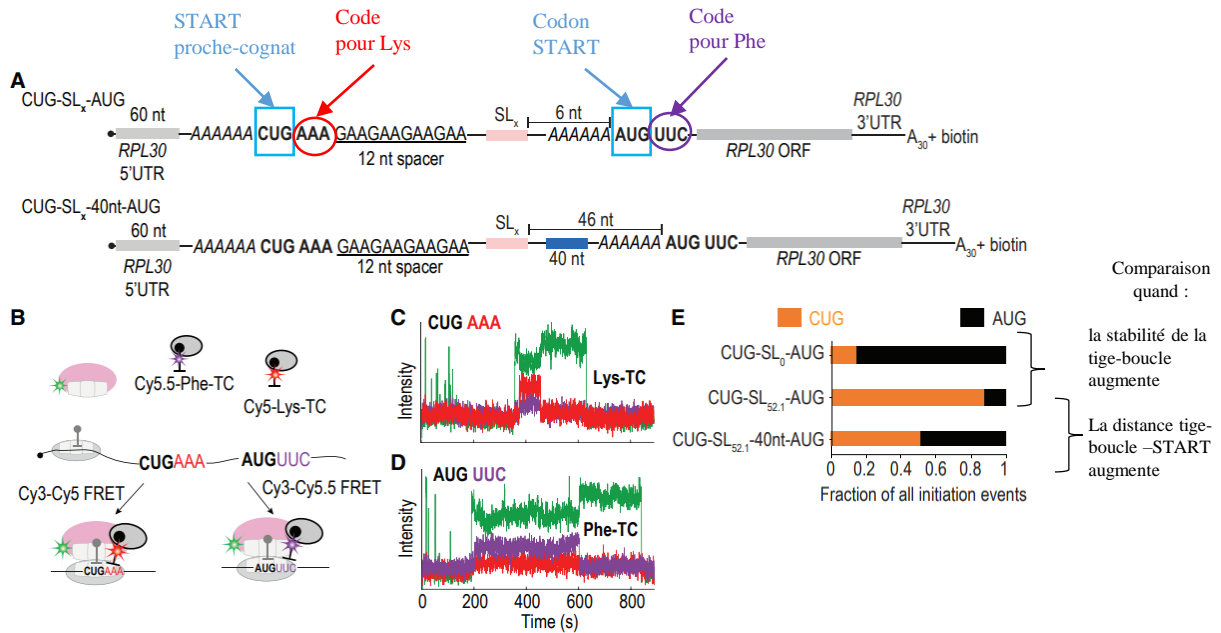 START
proche-cognat
Code
pour Lys
Codon
START
Code
pour Phe
A
CUG-SLx-AUG
60 nt
AAAAAA CUG AAA GAAGAAGAAGAA
SLx
6 nt
AAAAAA AUG UUC
RPL30
3'UTR
A30+ biotin
RPL30
5'UTR
12 nt spacer
RPL30 ORF
CUG-SLx-40nt-AUG
60 nt
AAAAAA CUG AAA GAAGAAGAAGAA
SLx
46 nt
AAAAAA AUG UUC
RPL30
3'UTR
A30+ biotin
RPL30
5'UTR
12 nt spacer
40 nt
RPL30 ORF
Comparaison
quand :
B
Cy5.5-Phe-TC
Cy5-Lys-TC
CUGAAA
AUGUUC
Cy3-Cy5 FRET
Cy3-Cy5.5 FRET
CUGAAA
AUGUUC
C
CUG AAA
Intensity
Lys-TC
D
AUG UUC
Intensity
Phe-TC
0 200 400 600 800
Time (s)
E
CUG
AUG
CUG-SL0-AUG
CUG-SL52.1-AUG
CUG-SL52.1-40nt-AUG
0 0.2 0.4 0.6 0.8 1
Fraction of all initiation events
la stabilité de la
tige-boucle
augmente
La distance tige-
boucle –START
augmente